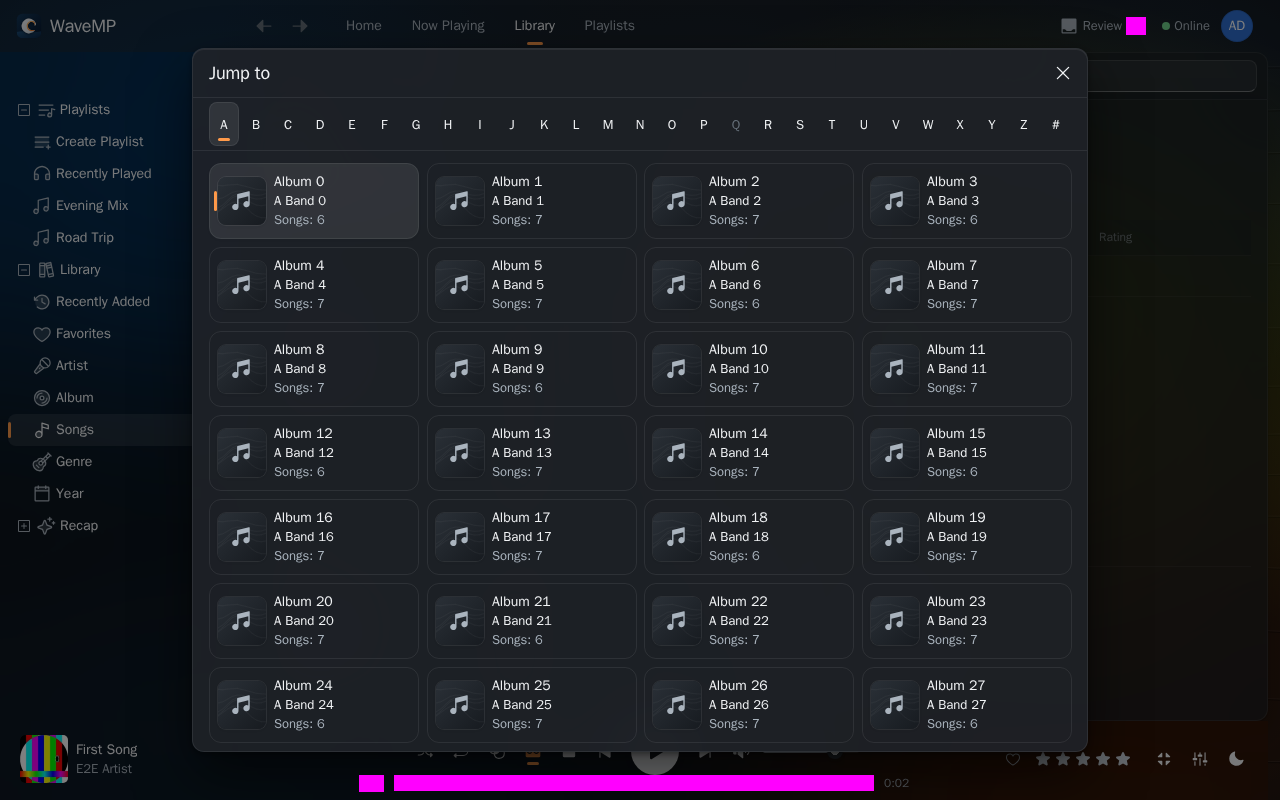 WaveMP
Home
Now Playing
Library
Playlists
Review
Online
AD
Jump to
A B C D E F G H I J K L M N O P Q R S T U V W X Y Z #
Playlists
Create Playlist
Recently Played
Evening Mix
Road Trip
Library
Recently Added
Favorites
Artist
Album
Songs
Genre
Year
Recap
Album 0
A Band 0
Songs: 6
Album 1
A Band 1
Songs: 7
Album 2
A Band 2
Songs: 7
Album 3
A Band 3
Songs: 6
Album 4
A Band 4
Songs: 7
Album 5
A Band 5
Songs: 7
Album 6
A Band 6
Songs: 6
Album 7
A Band 7
Songs: 7
Album 8
A Band 8
Songs: 7
Album 9
A Band 9
Songs: 6
Album 10
A Band 10
Songs: 7
Album 11
A Band 11
Songs: 7
Album 12
A Band 12
Songs: 6
Album 13
A Band 13
Songs: 7
Album 14
A Band 14
Songs: 7
Album 15
A Band 15
Songs: 6
Album 16
A Band 16
Songs: 7
Album 17
A Band 17
Songs: 7
Album 18
A Band 18
Songs: 6
Album 19
A Band 19
Songs: 7
Album 20
A Band 20
Songs: 7
Album 21
A Band 21
Songs: 6
Album 22
A Band 22
Songs: 7
Album 23
A Band 23
Songs: 7
Album 24
A Band 24
Songs: 6
Album 25
A Band 25
Songs: 7
Album 26
A Band 26
Songs: 7
Album 27
A Band 27
Songs: 6
Rating
First Song
E2E Artist
0:02